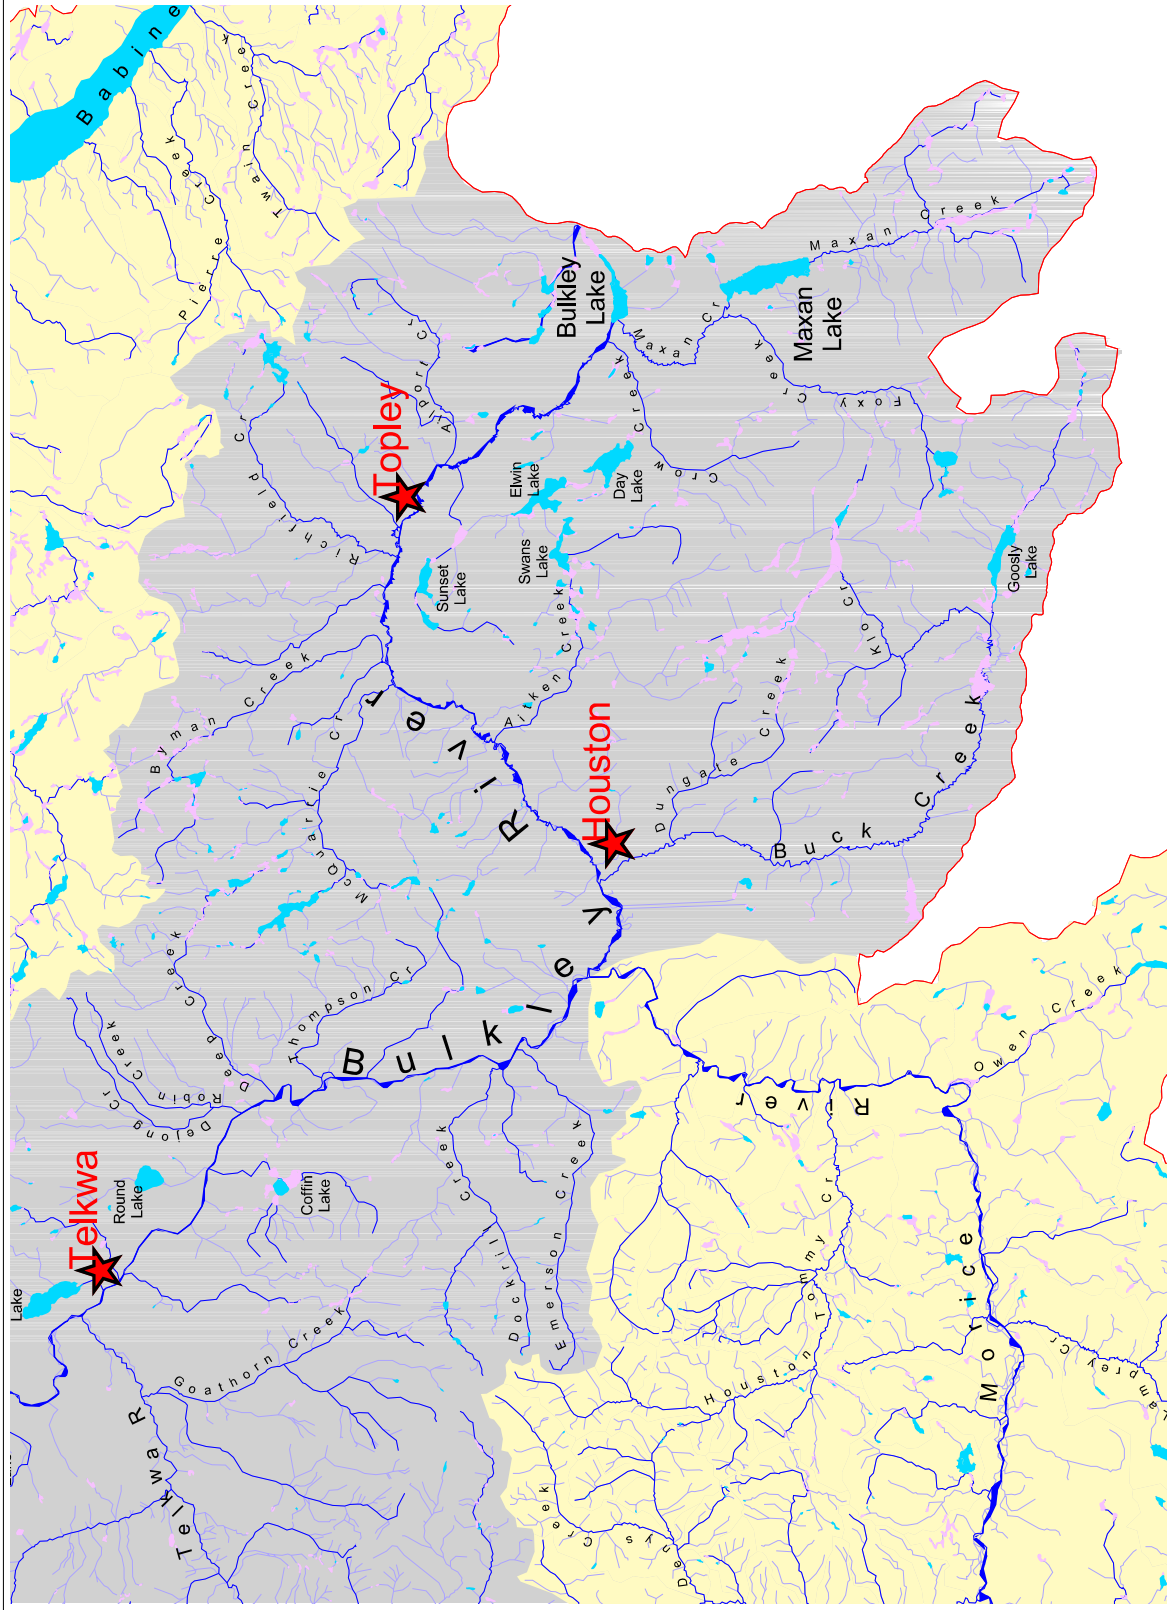 Babine
Pierre Creek
Twain Creek
Maxan Creek
Bulkley
Lake
Maxan Cr
Maxan
Lake
Foxy Creek
Crow Creek
Allport Cr
Topley
Richfield Cr
Elwin
Lake
Day
Lake
Swans
Lake
Sunset
Lake
Goosly
Lake
Klo Cr
Aitken Creek
Byman Creek
McQuarrie Cr
Houston
Dungate Creek
Buck Creek
Bulkley River
Deep Creek
Thompson Cr
Robin Creek
Dejong Cr
Telkwa
Round
Lake
Coffin
Lake
Lake
Dockrill Creek
Emerson Creek
Goathorn Creek
Telkwa R
Owen Creek
Morice River
Houston Tommy Cr
Denys Creek
amprey Cr